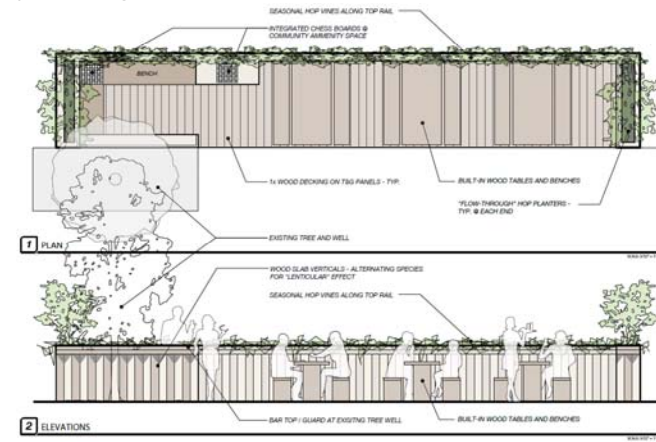 SEASONAL HOP VINES ALONG TOP RAIL
INTEGRATED CHESS BOARDS @
COMMUNITY AMMENITY SPACE
BENCH
1x WOOD DECKING ON T&G PANELS - TYP.
BUILT-IN WOOD TABLES AND BENCHES
"FLOW-THROUGH" HOP PLANTERS -
TYP. @ EACH END
1 PLAN
EXISTING TREE AND WELL
WOOD SLAB VERTICALS - ALTERNATING SPECIES
FOR "LENTICULAR" EFFECT
SEASONAL HOP VINES ALONG TOP RAIL
BAR TOP / GUARD AT EXISITNG TREE WELL
BUILT-IN WOOD TABLES AND BENCHES
2 ELEVATIONS